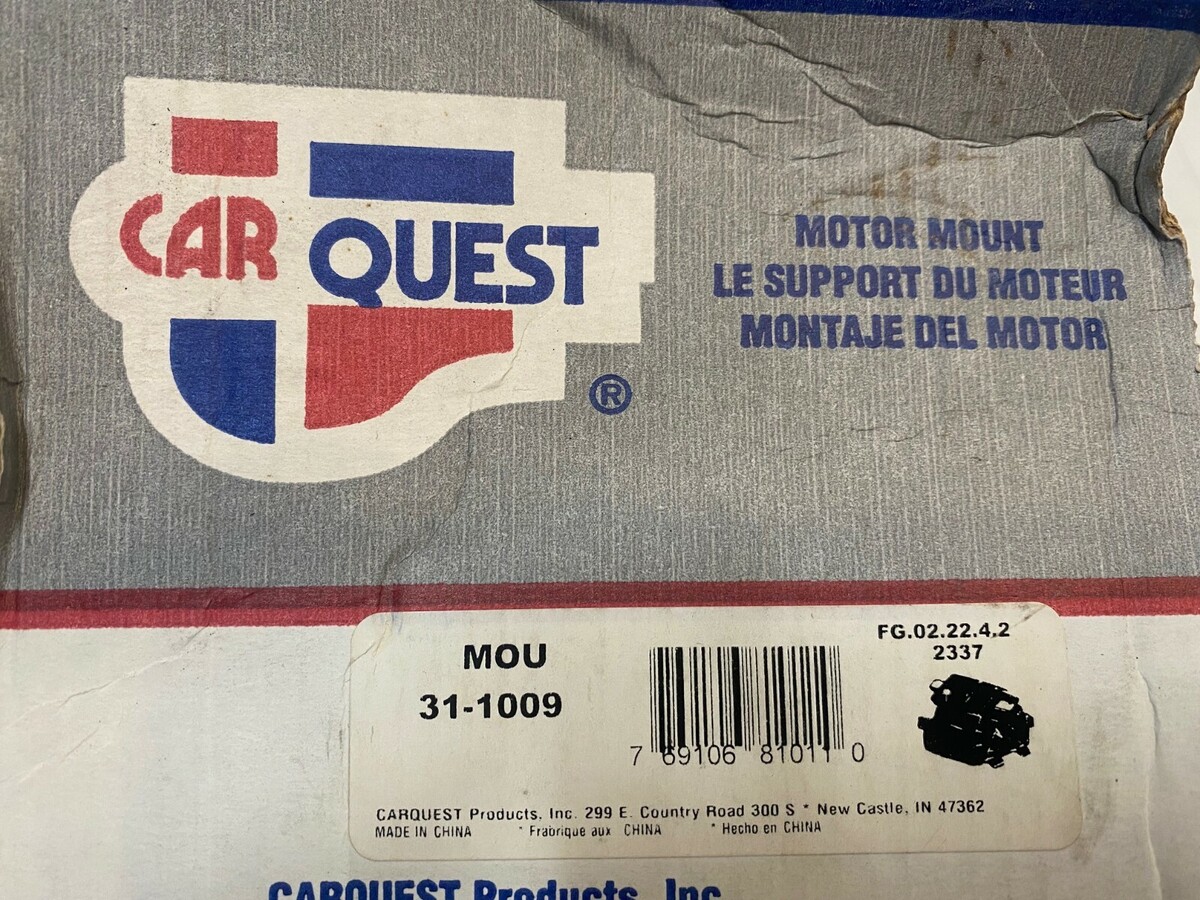 CAR QUEST
®
MOTOR MOUNT
LE SUPPORT DU MOTEUR
MONTAJE DEL MOTOR
MOU
31-1009
FG.02.22.4.2
2337
7 69106 81011 0
CARQUEST Products, Inc. 299 E. Country Road 300 S * New Castle, IN 47362
MADE IN CHINA * Frabrique aux CHINA * Hecho en CHINA
CARQUEST Products, Inc.